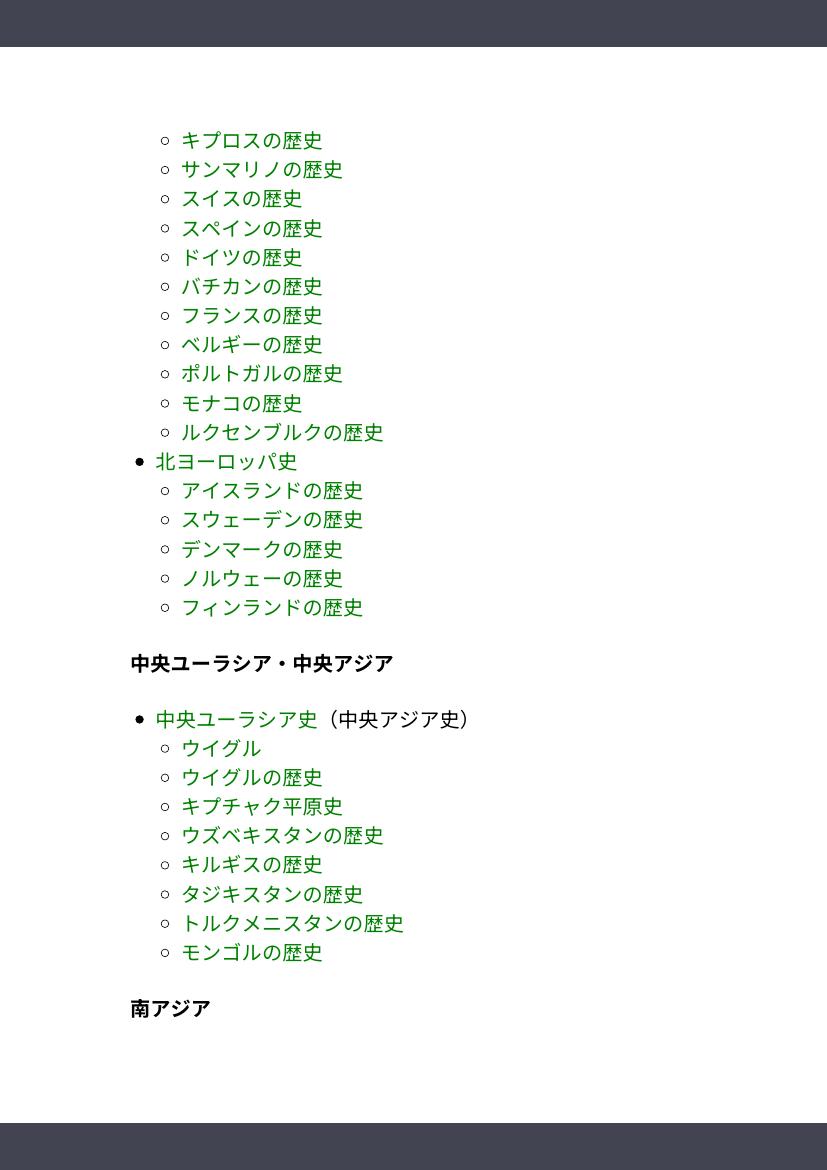 キプロスの歴史
サンマリノの歴史
スイスの歴史
スペインの歴史
ドイツの歴史
バチカンの歴史
フランスの歴史
ベルギーの歴史
ポルトガルの歴史
モナコの歴史
ルクセンブルクの歴史
北ヨーロッパ史
アイスランドの歴史
スウェーデンの歴史
デンマークの歴史
ノルウェーの歴史
フィンランドの歴史
中央ユーラシア・中央アジア
中央ユーラシア史（中央アジア史）
ウイグル
ウイグルの歴史
キプチャク平原史
ウズベキスタンの歴史
キルギスの歴史
タジキスタンの歴史
トルクメニスタンの歴史
モンゴルの歴史
南アジア